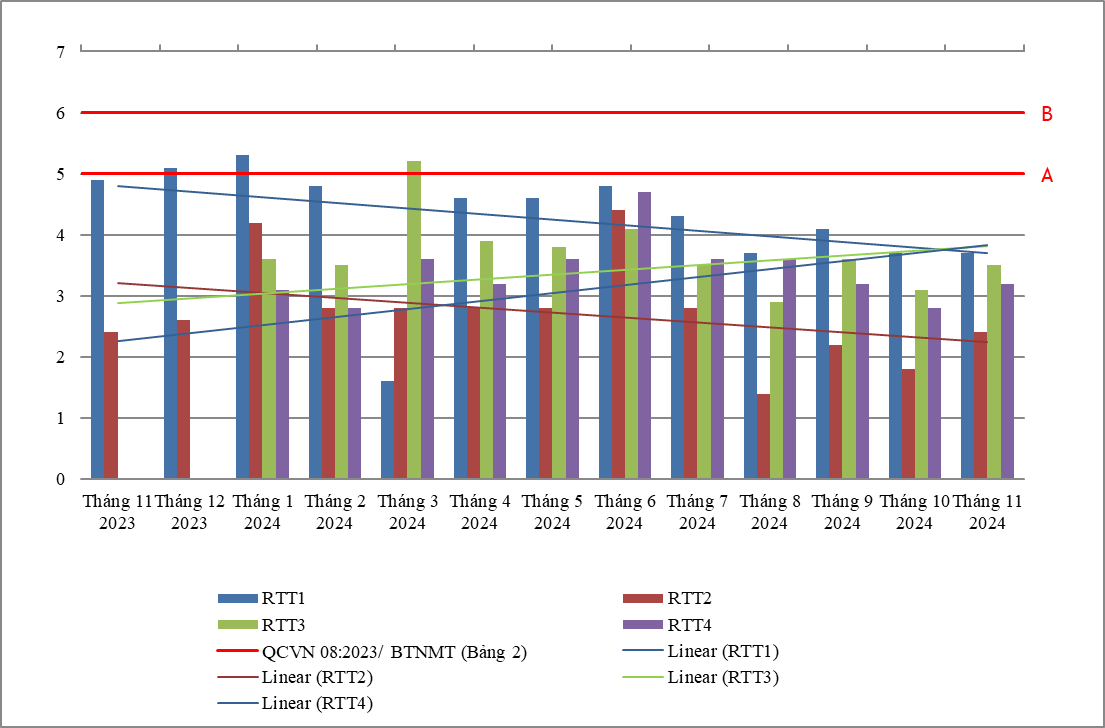 7
6
B
5
A
4
3
2
1
0
Tháng 11 Tháng 12 Tháng 1 Tháng 2 Tháng 3 Tháng 4 Tháng 5 Tháng 6 Tháng 7 Tháng 8 Tháng 9 Tháng 10 Tháng 11
2023 2023 2024 2024 2024 2024 2024 2024 2024 2024 2024 2024 2024
RTT1 RTT2
RTT3 RTT4
QCVN 08:2023/ BTNMT (Bảng 2) Linear (RTT1)
Linear (RTT2) Linear (RTT3)
Linear (RTT4)